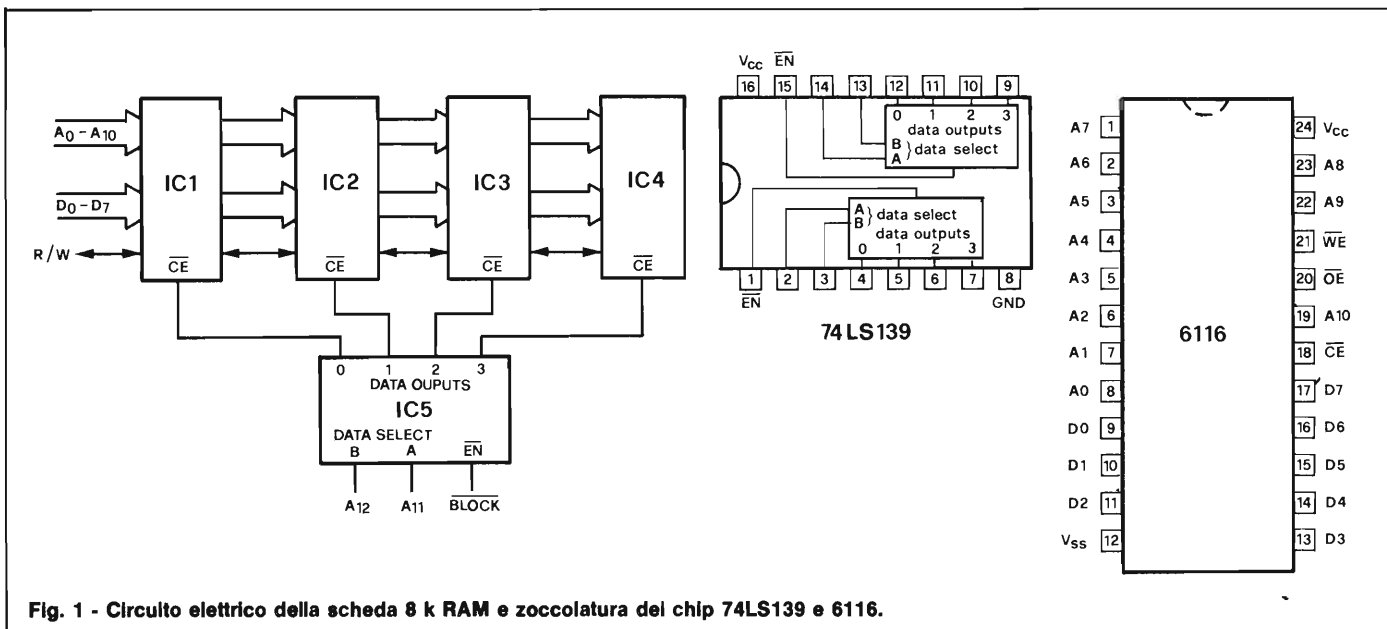 A0 - A10
D0 - D7
R/W
IC1
IC2
IC3
IC4
CE
CE
CE
CE
0 1 2 3
DATA OUPUTS
IC5
DATA SELECT
B A EN
A12 A11 BLOCK
VCC EN
16 15 14 13 12 11 10 9
0 1 2 3
data outputs
B
A
} data select
A
B
} data select
data outputs
0 1 2 3
1 2 3 4 5 6 7 8
EN
GND
74LS139
A7 1
A6 2
A5 3
A4 4
A3 5
A2 6
A1 7
A0 8
D0 9
D1 10
D2 11
VSS 12
6116
24 VCC
23 A8
22 A9
21 WE
20 OE
19 A10
18 CE
17 D7
16 D6
15 D5
14 D4
13 D3
Fig. 1 - Circuito elettrico della scheda 8 k RAM e zoccolatura dei chip 74LS139 e 6116.